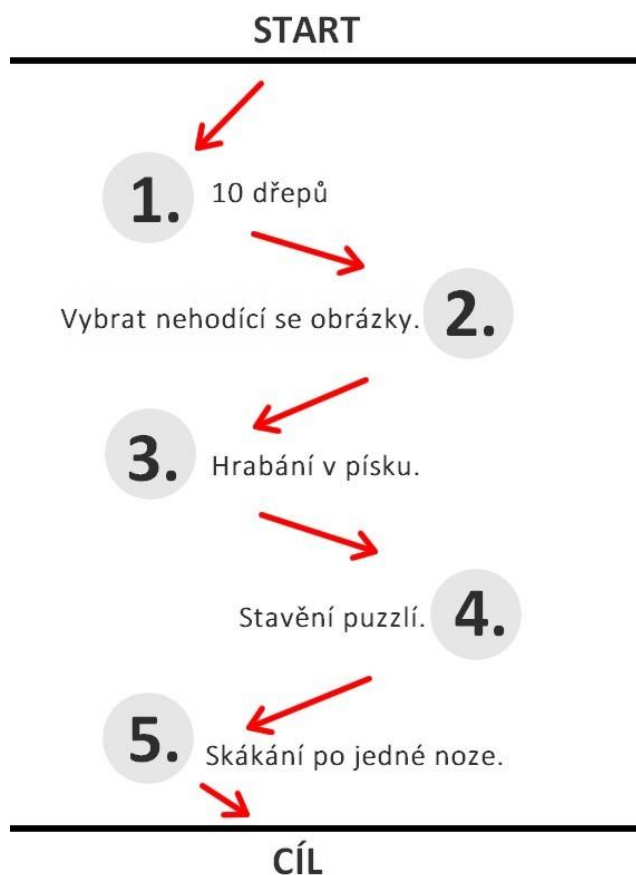 START
1. 10 dřepů
Vybrat nehodící se obrázky. 2.
3. Hrabání v písku.
Stavění puzzlí. 4.
5. Skákání po jedné noze.
CÍL